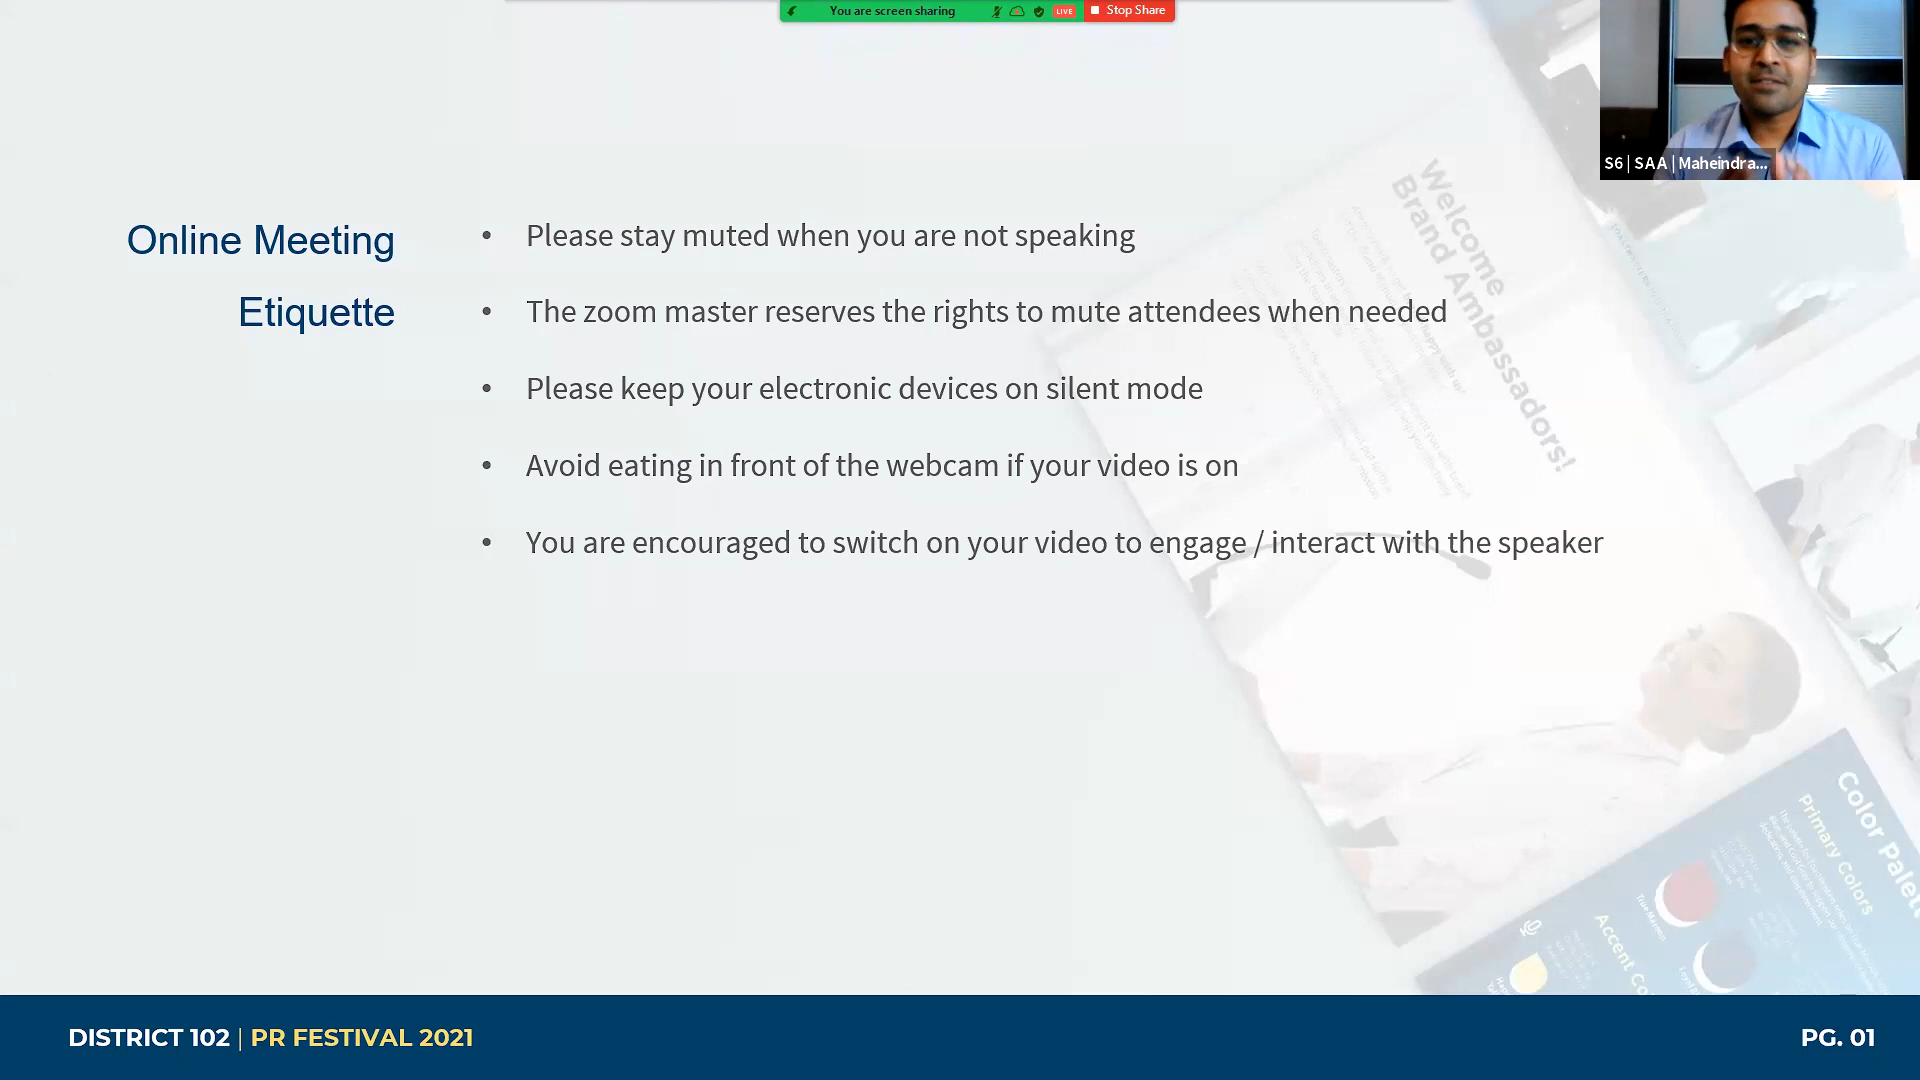 You are screen sharing
LIVE
Stop Share
S6 | SAA | Maheindra...
Online Meeting
Etiquette
• Please stay muted when you are not speaking
• The zoom master reserves the rights to mute attendees when needed
• Please keep your electronic devices on silent mode
• Avoid eating in front of the webcam if your video is on
• You are encouraged to switch on your video to engage / interact with the speaker
Welcome
Brand Ambassadors!
Color Palet
Primary Colors
True Maroon
Accent Co
DISTRICT 102 | PR FESTIVAL 2021
PG. 01